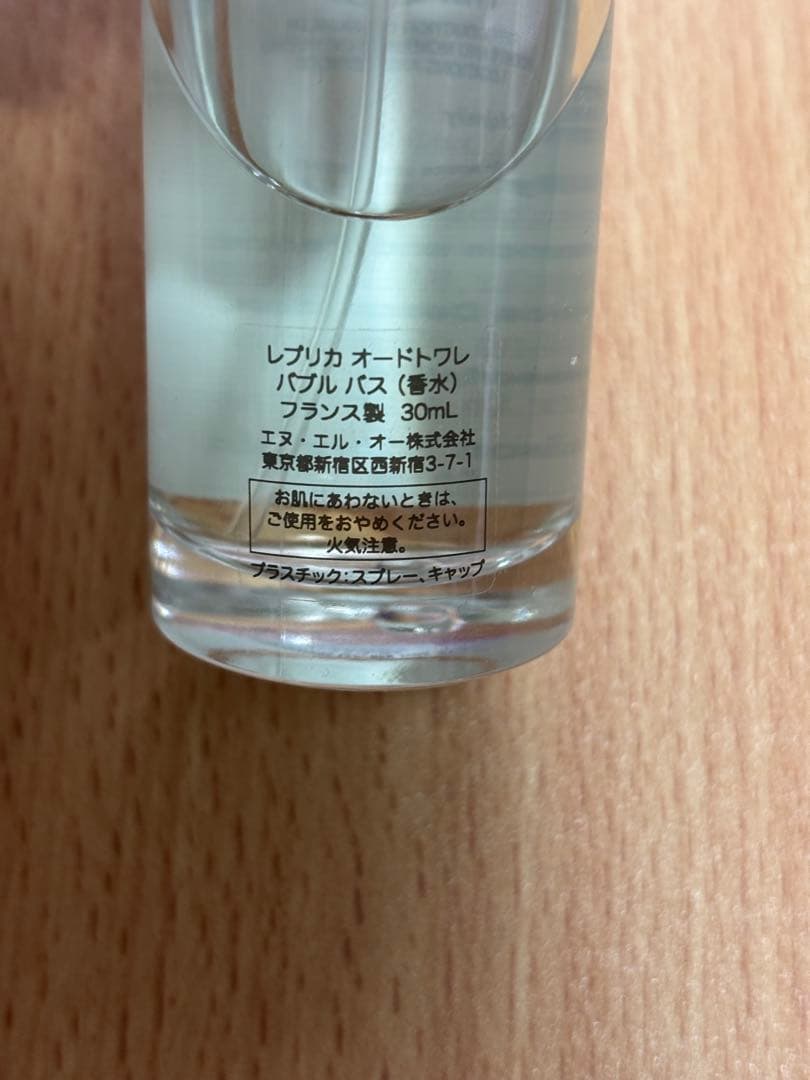 レプリカ オードトワレ
バブル バス（香水）
フランス製 30mL
エヌ・エル・オー株式会社
東京都新宿区西新宿3-7-1
お肌にあわないときは、
ご使用をおやめください。
火気注意。
プラスチック：スプレー、キャップ